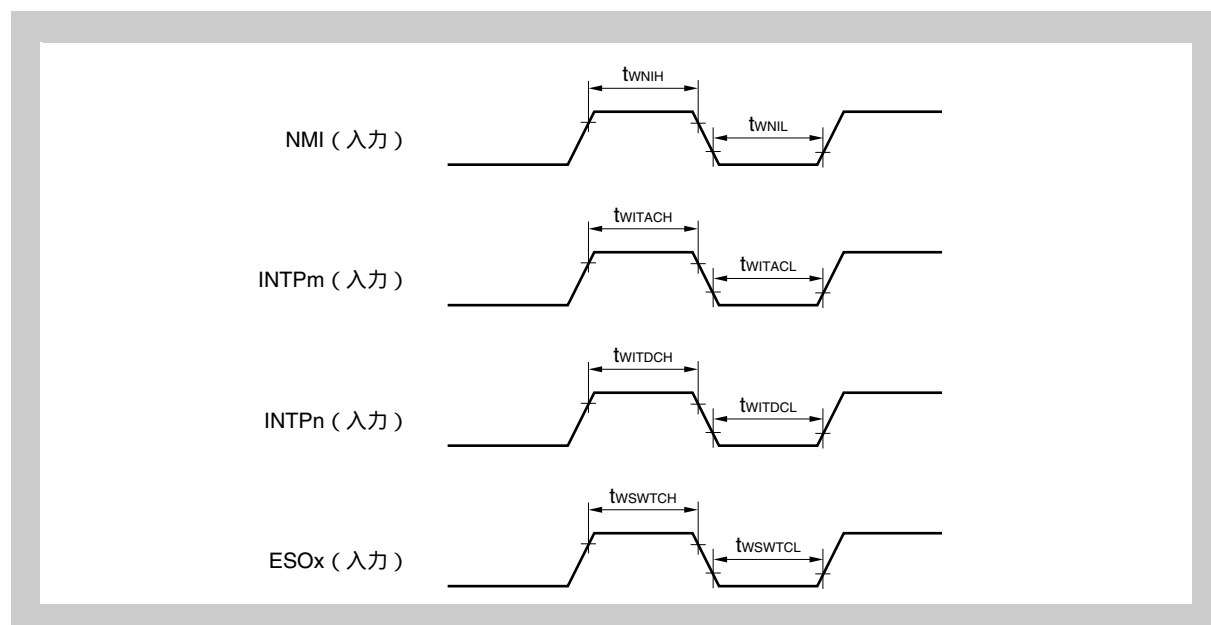 tWNIH
NMI（入力）
tWNIL
tWITACH
INTPm（入力）
tWITACL
tWITDCH
INTPn（入力）
tWITDCL
tWSWTCH
ESOx（入力）
tWSWTCL